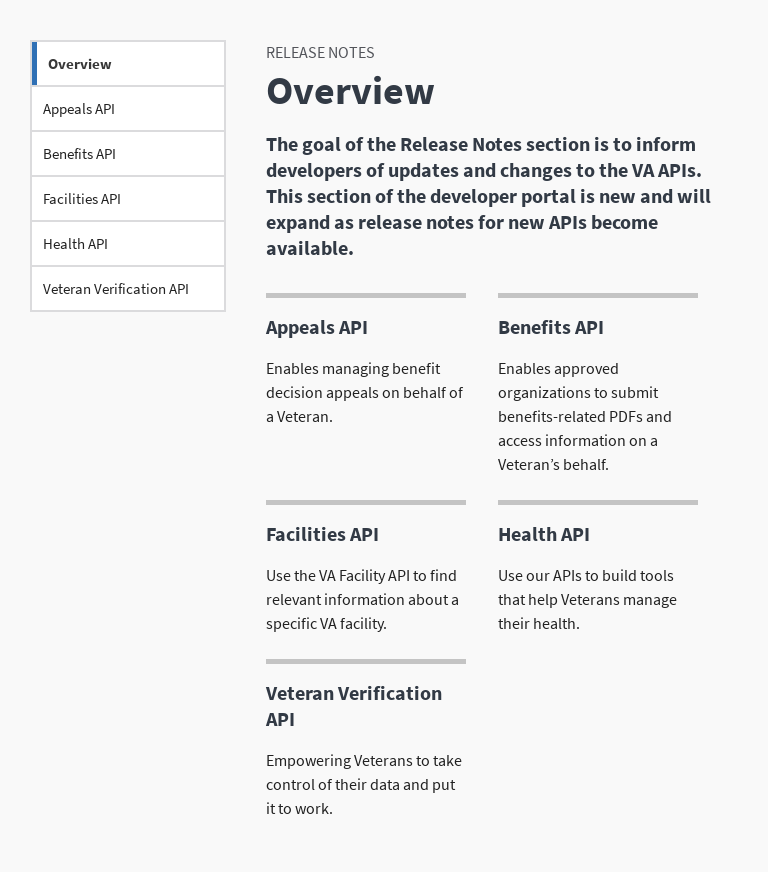 Overview
Appeals API
Benefits API
Facilities API
Health API
Veteran Verification API
RELEASE NOTES
Overview
The goal of the Release Notes section is to inform
developers of updates and changes to the VA APIs.
This section of the developer portal is new and will
expand as release notes for new APIs become
available.
Appeals API
Enables managing benefit
decision appeals on behalf of
a Veteran.
Benefits API
Enables approved
organizations to submit
benefits-related PDFs and
access information on a
Veteran’s behalf.
Facilities API
Use the VA Facility API to find
relevant information about a
specific VA facility.
Health API
Use our APIs to build tools
that help Veterans manage
their health.
Veteran Verification
API
Empowering Veterans to take
control of their data and put
it to work.